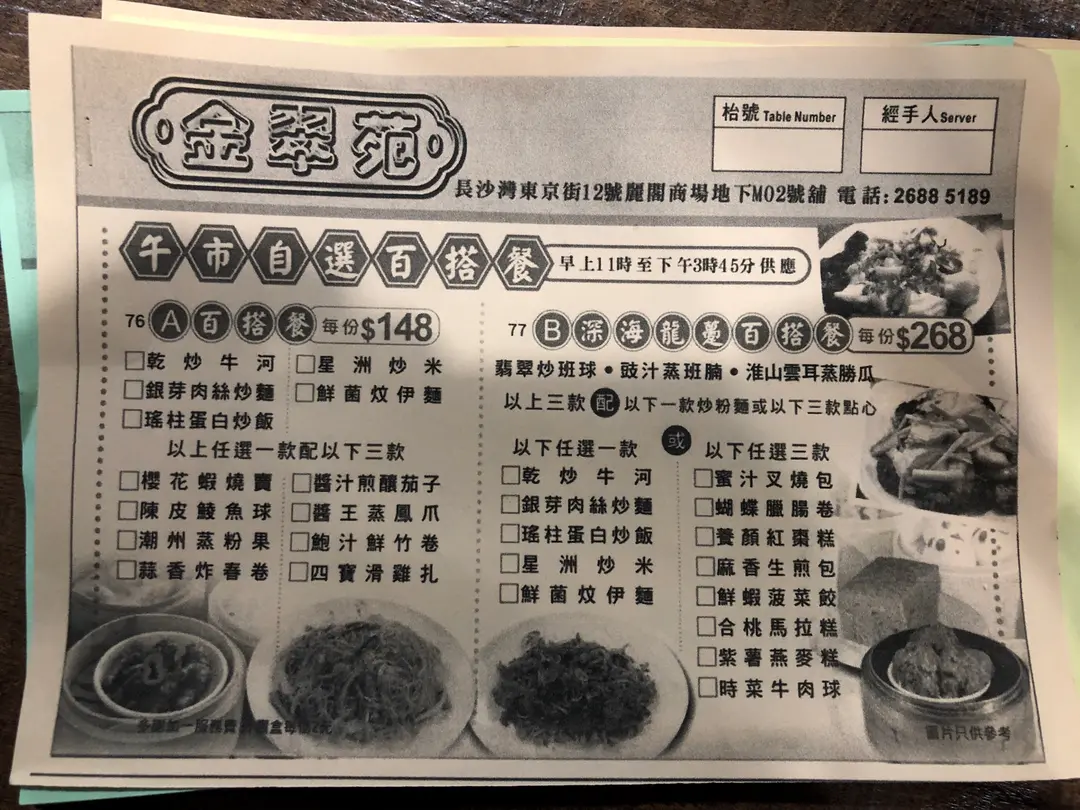 金翠苑
枱號 Table Number
經手人 Server
長沙灣東京街12號麗閣商場地下M02號舖 電話:2688 5189
午市自選百搭餐
早上11時至下午3時45分供應
76 A百搭餐 每份$148
□乾炒牛河 □星洲炒米
□銀芽肉絲炒麵 □鮮菌炆伊麵
□瑤柱蛋白炒飯
以上任選一款配以下三款
□櫻花蝦燒賣 □醬汁煎釀茄子
□陳皮鯪魚球 □醬王蒸鳳爪
□潮州蒸粉果 □鮑汁鮮竹卷
□蒜香炸春卷 □四寶滑雞扎
77 B深海龍躉百搭餐 每份$268
翡翠炒班球•豉汁蒸班腩•淮山雲耳蒸勝瓜
以上三款配以下一款炒粉麵或以下三款點心
以下任選一款
□乾炒牛河
□銀芽肉絲炒麵
□瑤柱蛋白炒飯
□星洲炒米
□鮮菌炆伊麵
或
以下任選三款
□蜜汁叉燒包
□蝴蝶臘腸卷
□養顏紅棗糕
□麻香生煎包
□鮮蝦菠菜餃
□合桃馬拉糕
□紫薯燕麥糕
□時菜牛肉球
全單加一服務費 盒每個2元
圖片只供參考